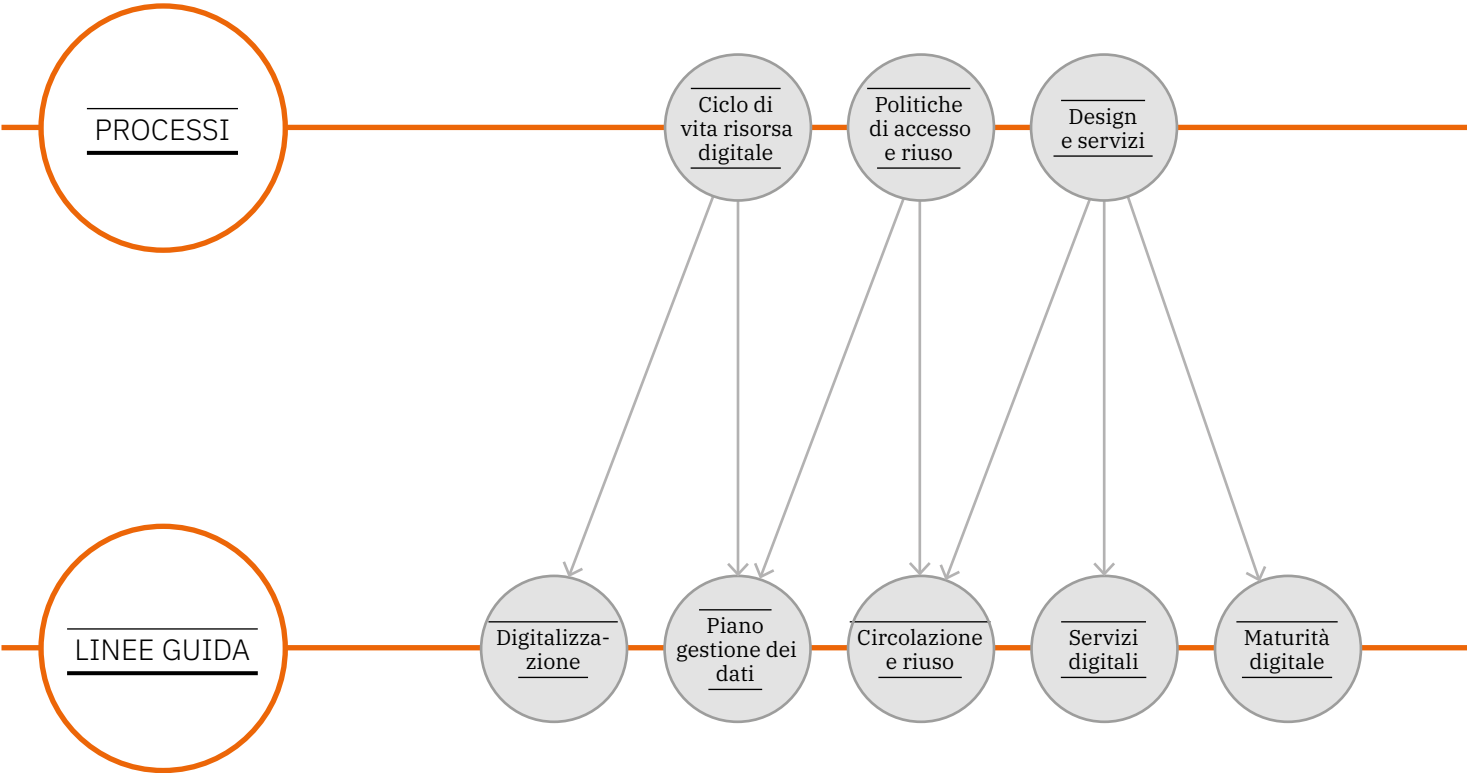 PROCESSI
Ciclo di
vita risorsa
digitale
Politiche
di accesso
e riuso
Design
e servizi
LINEE GUIDA
Digitalizza-
zione
Piano
gestione dei
dati
Circolazione
e riuso
Servizi
digitali
Maturità
digitale